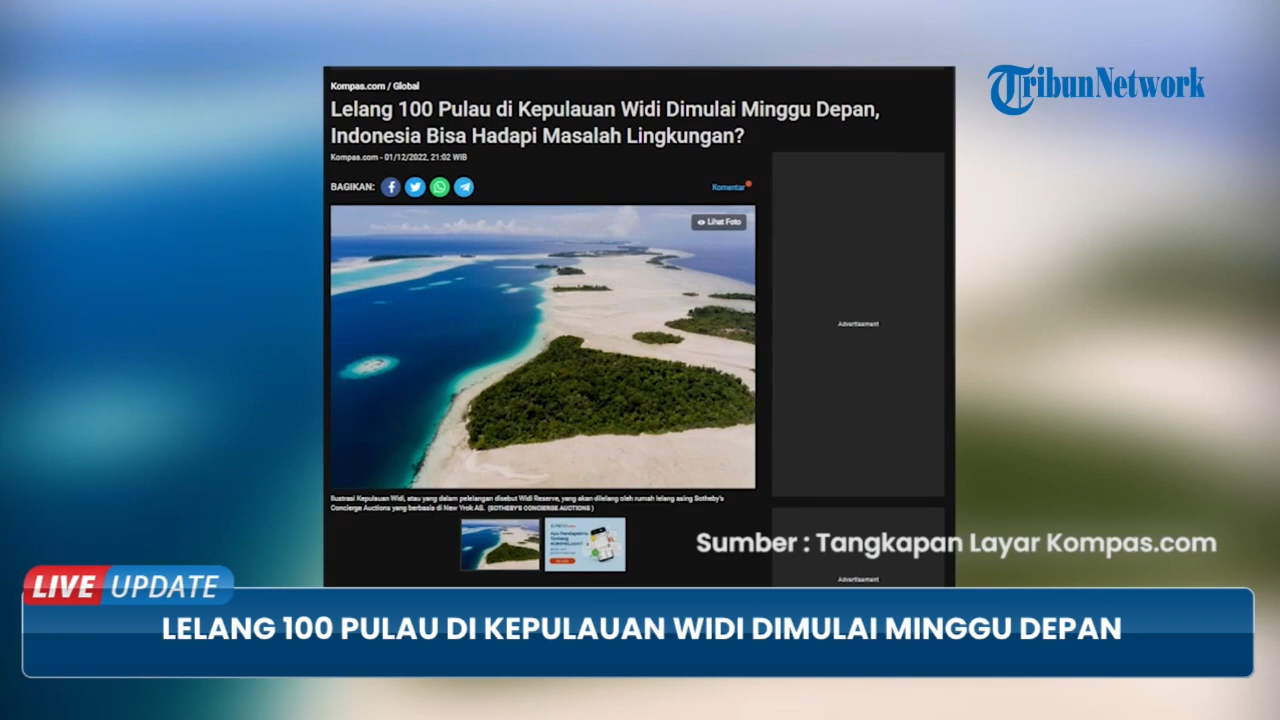 TribunNetwork
Kompas.com / Global
Lelang 100 Pulau di Kepulauan Widi Dimulai Minggu Depan,
Indonesia Bisa Hadapi Masalah Lingkungan?
Kompas.com - 01/12/2022, 21:02 WIB
BAGIKAN:
Komentar
Lihat Foto
Advertisement
Ilustrasi Kepulauan Widi, atau yang dalam pelelangan disebut Widi Reserve, yang akan dilelang oleh rumah lelang asing Sotheby's
Concierge Auctions yang berbasis di New Yrok AS. (SOTHEBY'S CONCIERGE AUCTIONS )
Sumber : Tangkapan Layar Kompas.com
Advertisement
LIVE UPDATE
LELANG 100 PULAU DI KEPULAUAN WIDI DIMULAI MINGGU DEPAN